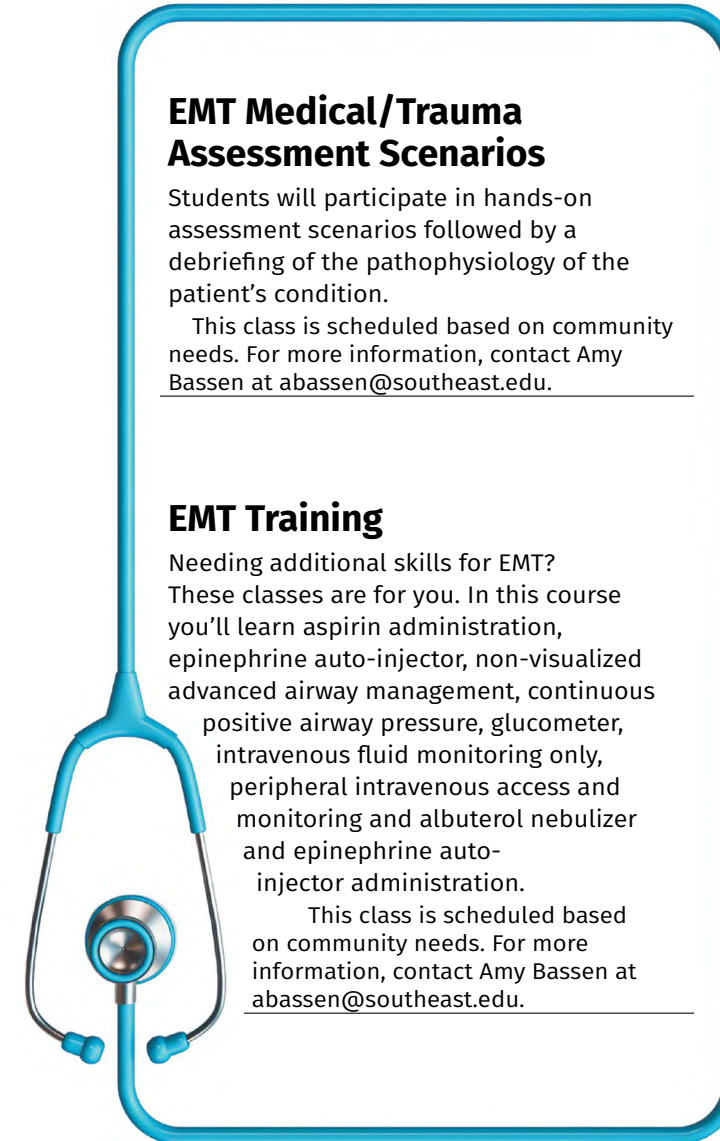 EMT Medical/Trauma
Assessment Scenarios
Students will participate in hands-on
assessment scenarios followed by a
debriefing of the pathophysiology of the
patient’s condition.
This class is scheduled based on community
needs. For more information, contact Amy
Bassen at abassen@southeast.edu.
EMT Training
Needing additional skills for EMT?
These classes are for you. In this course
you’ll learn aspirin administration,
epinephrine auto-injector, non-visualized
advanced airway management, continuous
positive airway pressure, glucometer,
intravenous fluid monitoring only,
peripheral intravenous access and
monitoring and albuterol nebulizer
and epinephrine auto-
injector administration.
This class is scheduled based
on community needs. For more
information, contact Amy Bassen at
abassen@southeast.edu.